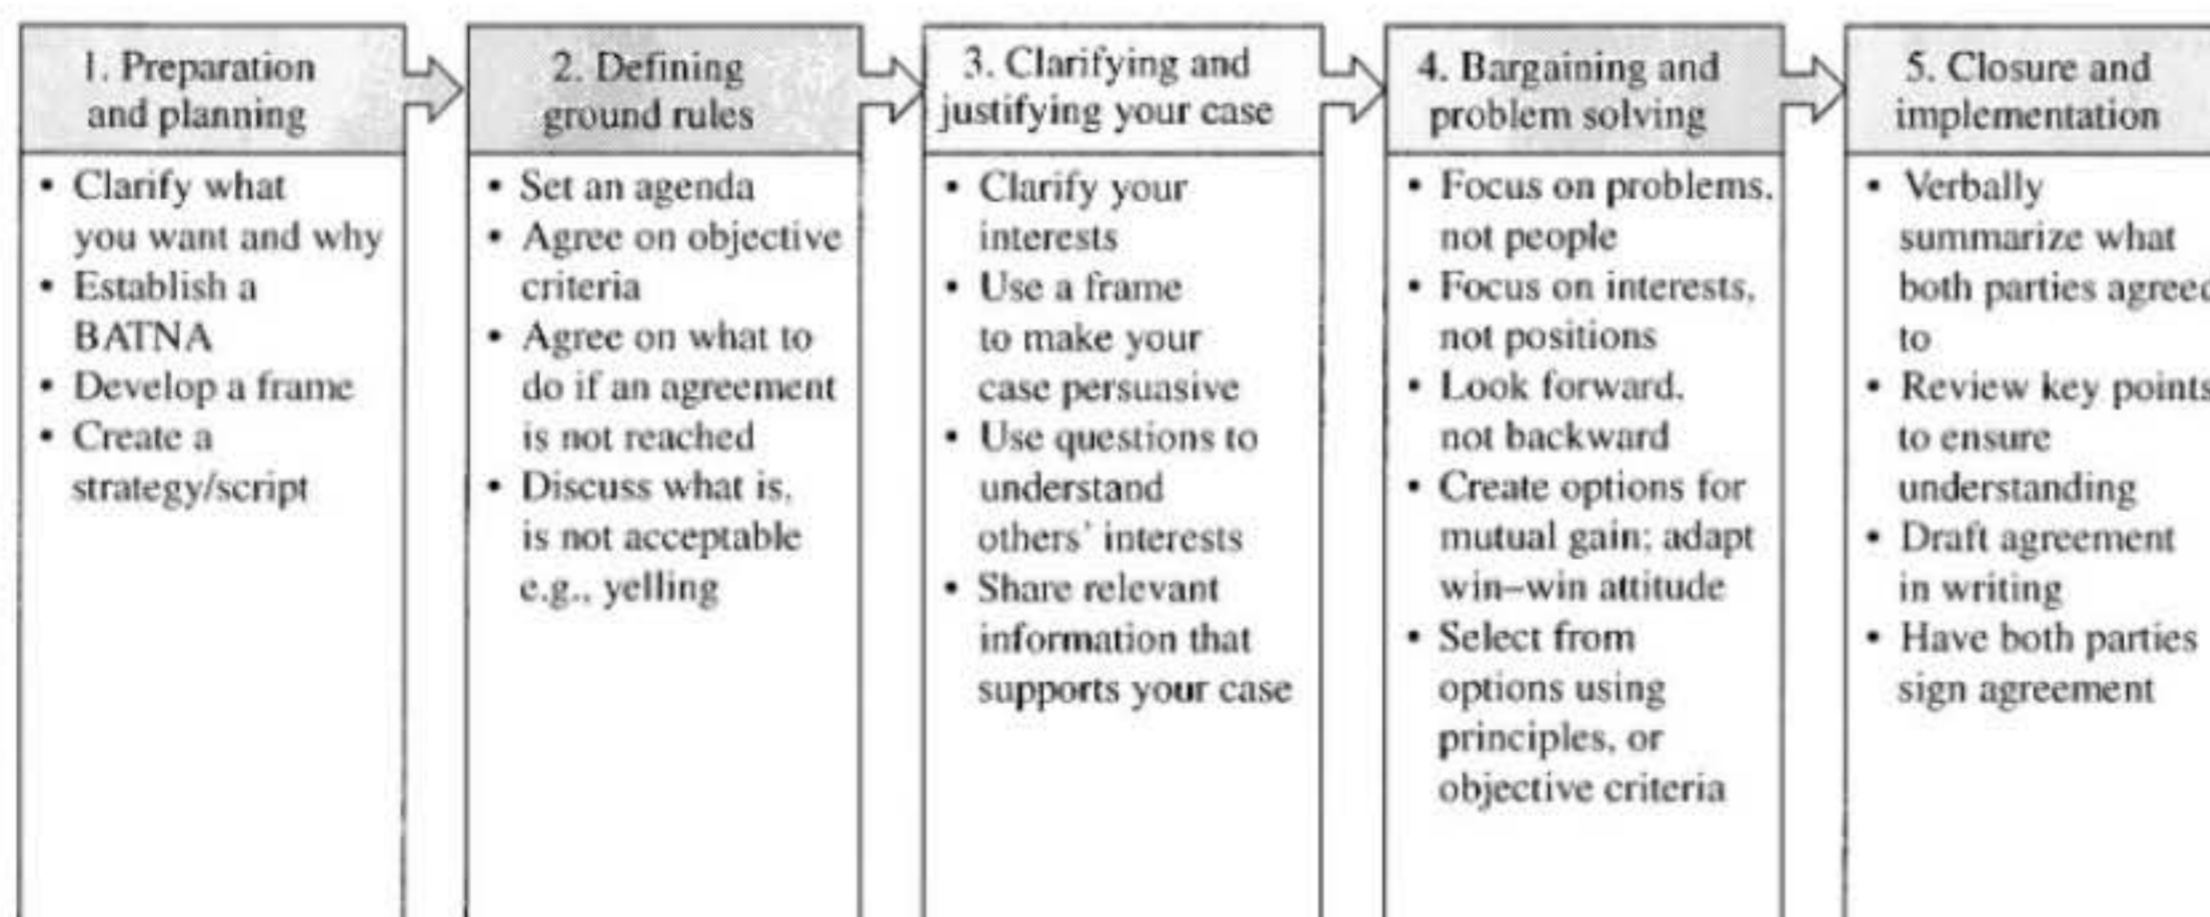 1. Preparation
and planning
• Clarify what
you want and why
• Establish a
BATNA
• Develop a frame
• Create a
strategy/script
2. Defining
ground rules
• Set an agenda
• Agree on objective
criteria
• Agree on what to
do if an agreement
is not reached
• Discuss what is,
is not acceptable
e.g., yelling
3. Clarifying and
justifying your case
• Clarify your
interests
• Use a frame
to make your
case persuasive
• Use questions to
understand
others' interests
• Share relevant
information that
supports your case
4. Bargaining and
problem solving
• Focus on problems,
not people
• Focus on interests,
not positions
• Look forward,
not backward
• Create options for
mutual gain; adapt
win–win attitude
• Select from
options using
principles, or
objective criteria
5. Closure and
implementation
• Verbally
summarize what
both parties agreed
to
• Review key points
to ensure
understanding
• Draft agreement
in writing
• Have both parties
sign agreement